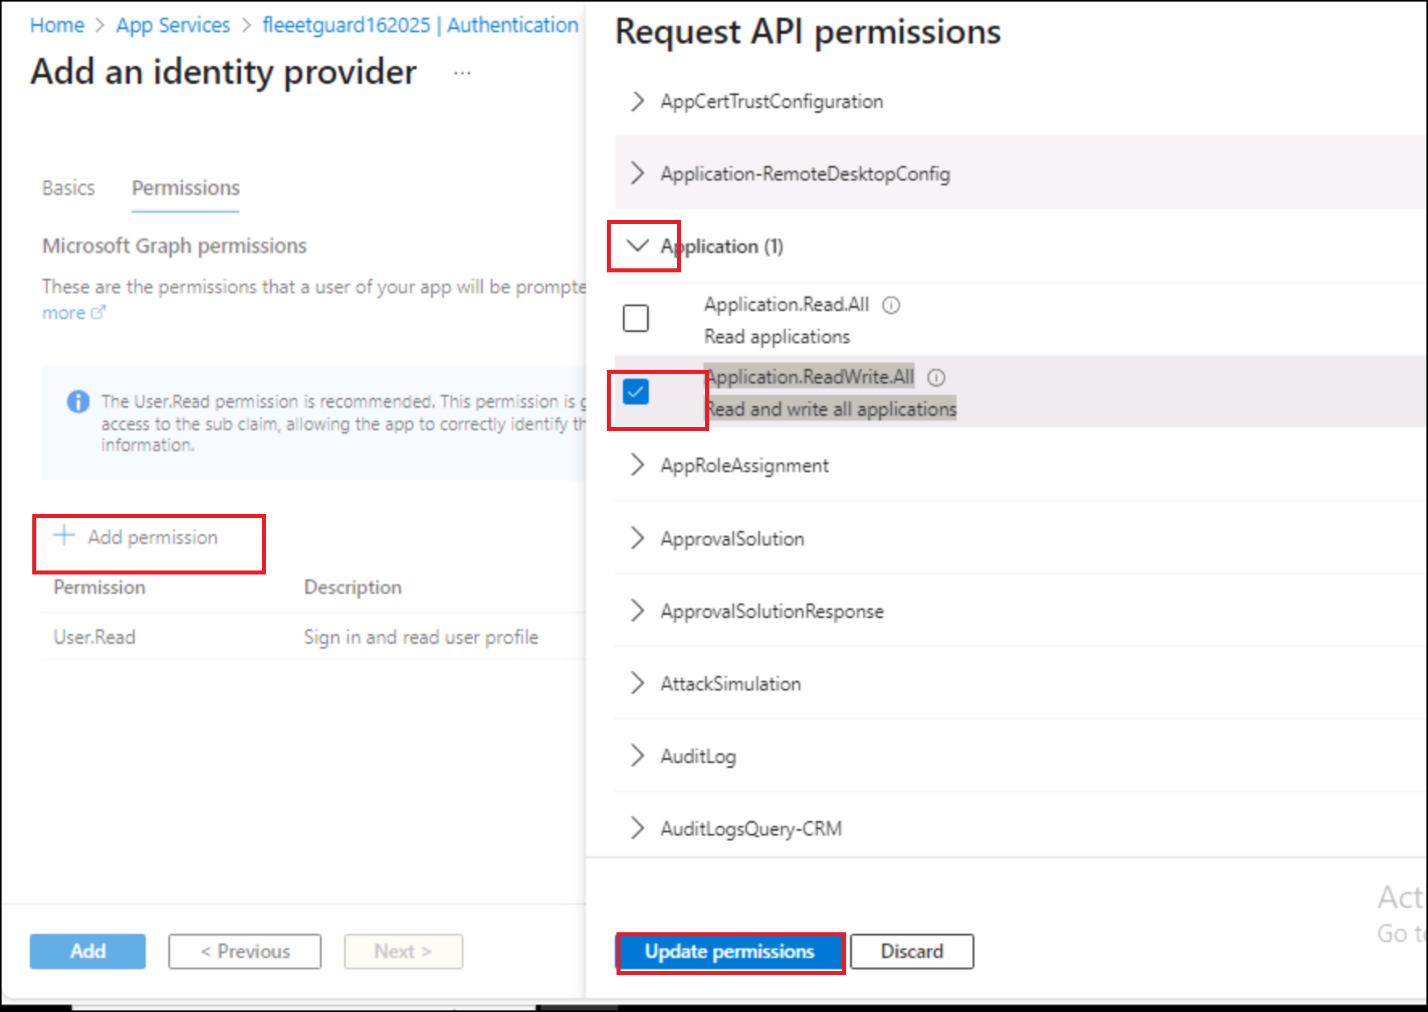 Home > App Services > fleeetguard162025 | Authentication
Add an identity provider ...
Basics Permissions
Microsoft Graph permissions
These are the permissions that a user of your app will be prompte
more
The User.Read permission is recommended. This permission is g
access to the sub claim, allowing the app to correctly identify th
information.
+ Add permission
Permission Description
User.Read Sign in and read user profile
Add < Previous Next >
Request API permissions
AppCertTrustConfiguration
Application-RemoteDesktopConfig
Application (1)
Application.Read.All
Read applications
Application.ReadWrite.All
Read and write all applications
AppRoleAssignment
ApprovalSolution
ApprovalSolutionResponse
AttackSimulation
AuditLog
AuditLogsQuery-CRM
Act
Go to
Update permissions Discard